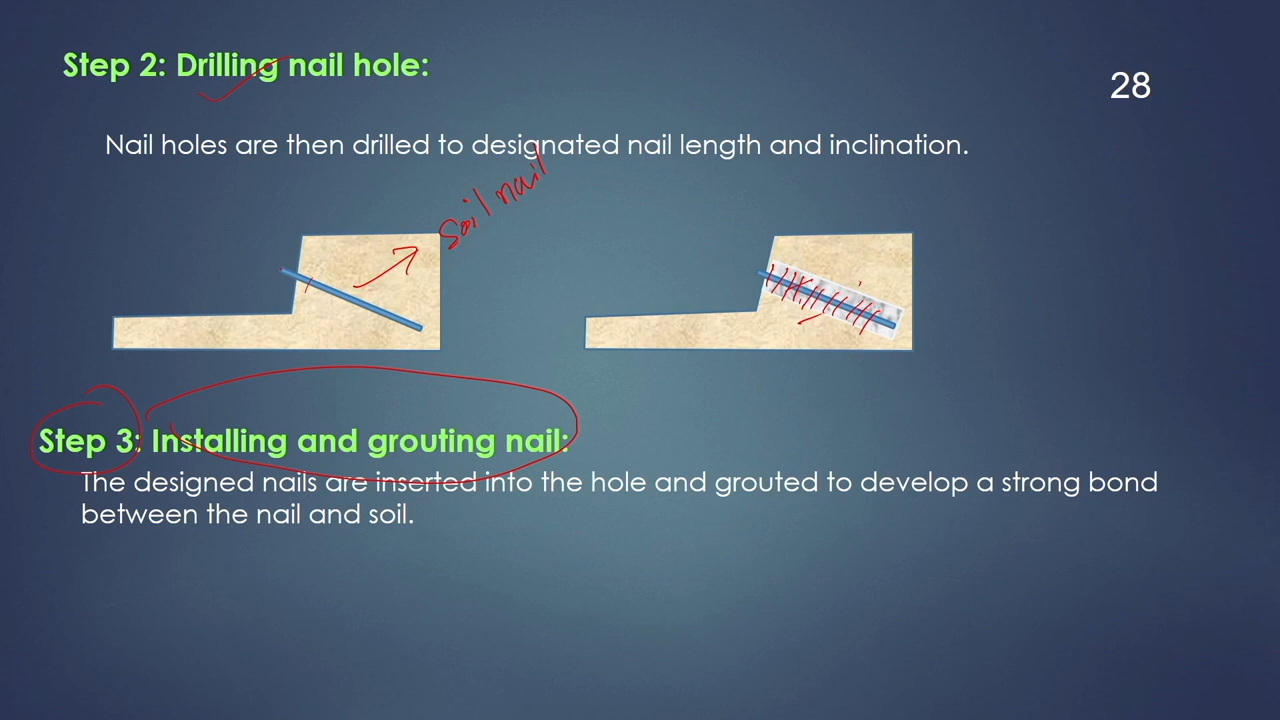 Step 2: Drilling nail hole:
28
Nail holes are then drilled to designated nail length and inclination.
Soil nail
Step 3: Installing and grouting nail:
The designed nails are inserted into the hole and grouted to develop a strong bond
between the nail and soil.